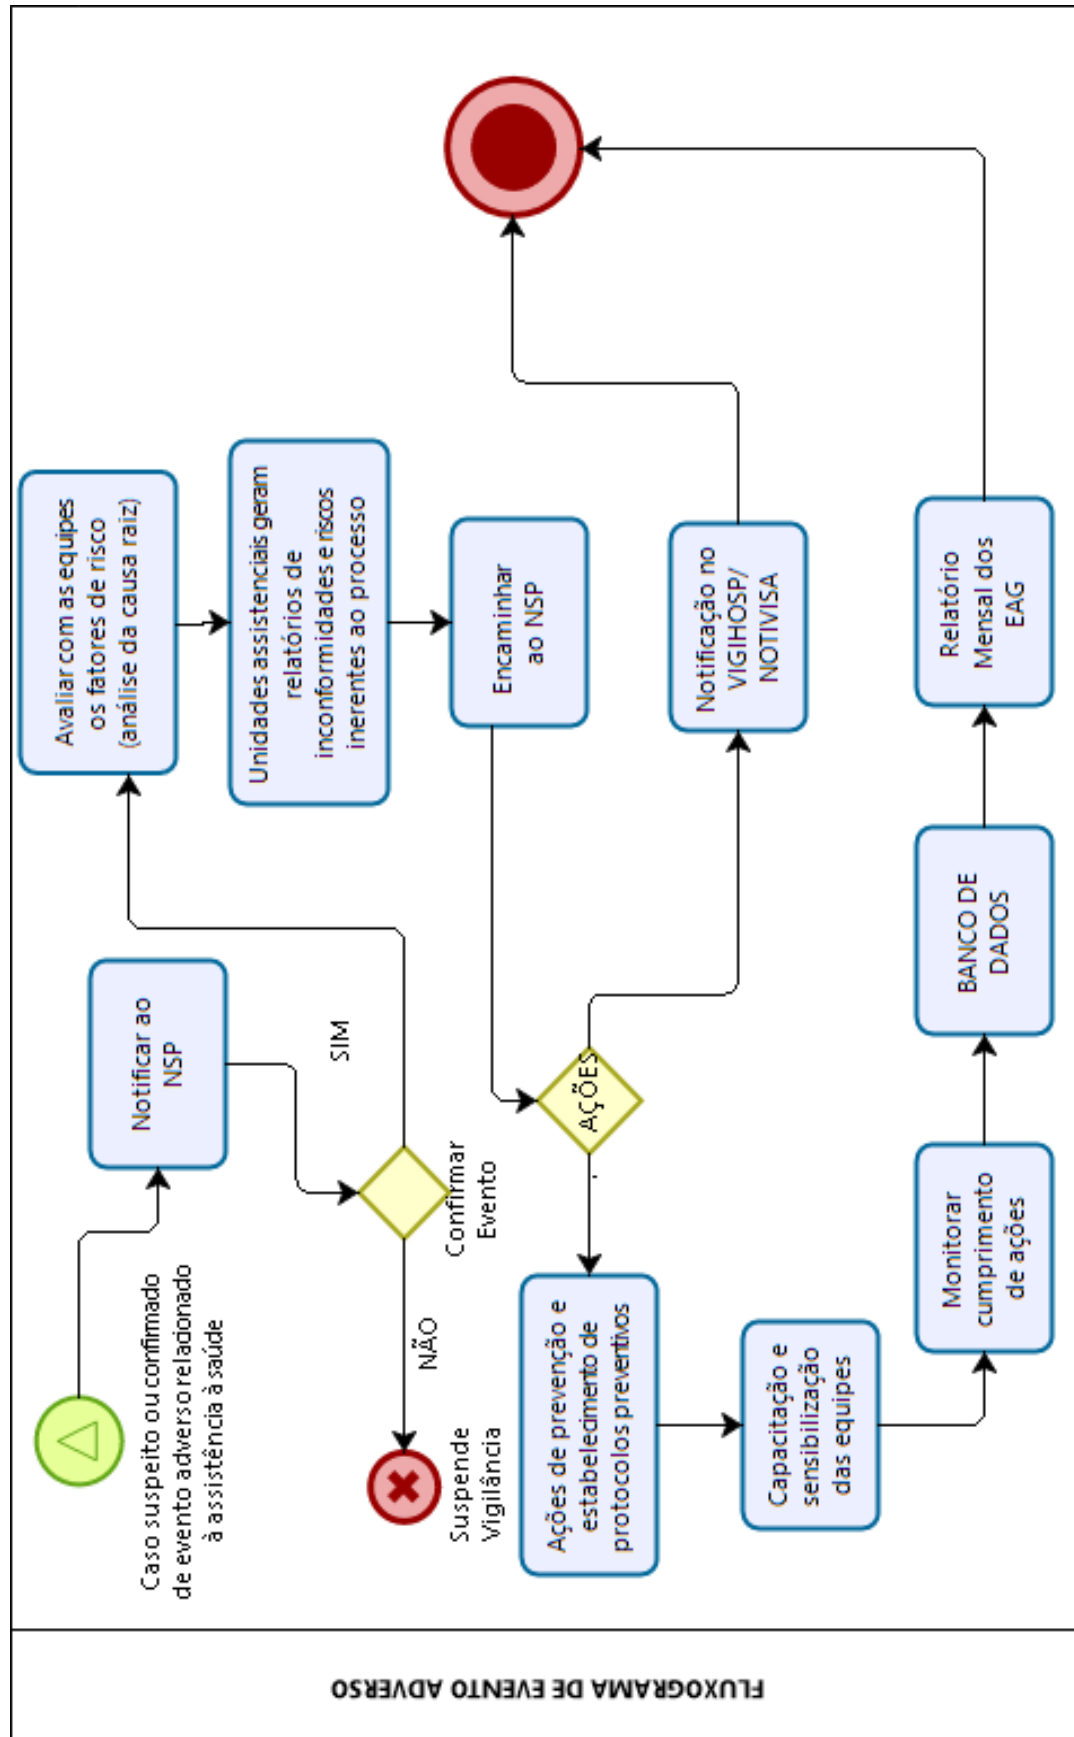 FLUXOGRAMA DE EVENTO ADVERSO
Caso suspeito ou confirmado
de evento adverso relacionado
à assistência à saúde
Notificar ao
NSP
Confirmar
Evento
SIM
NÃO
Suspende
Vigilância
Avaliar com as equipes
os fatores de risco
(análise da causa raiz)
Unidades assistenciais geram
relatórios de
inconformidades e riscos
inerentes ao processo
Encaminhar
ao NSP
AÇÕES
Notificação no
VIGIHOSP/
NOTIVISA
Ações de prevenção e
estabelecimento de
protocolos preventivos
Capacitação e
sensibilização
das equipes
Monitorar
cumprimento
de ações
BANCO DE
DADOS
Relatório
Mensal dos
EAG